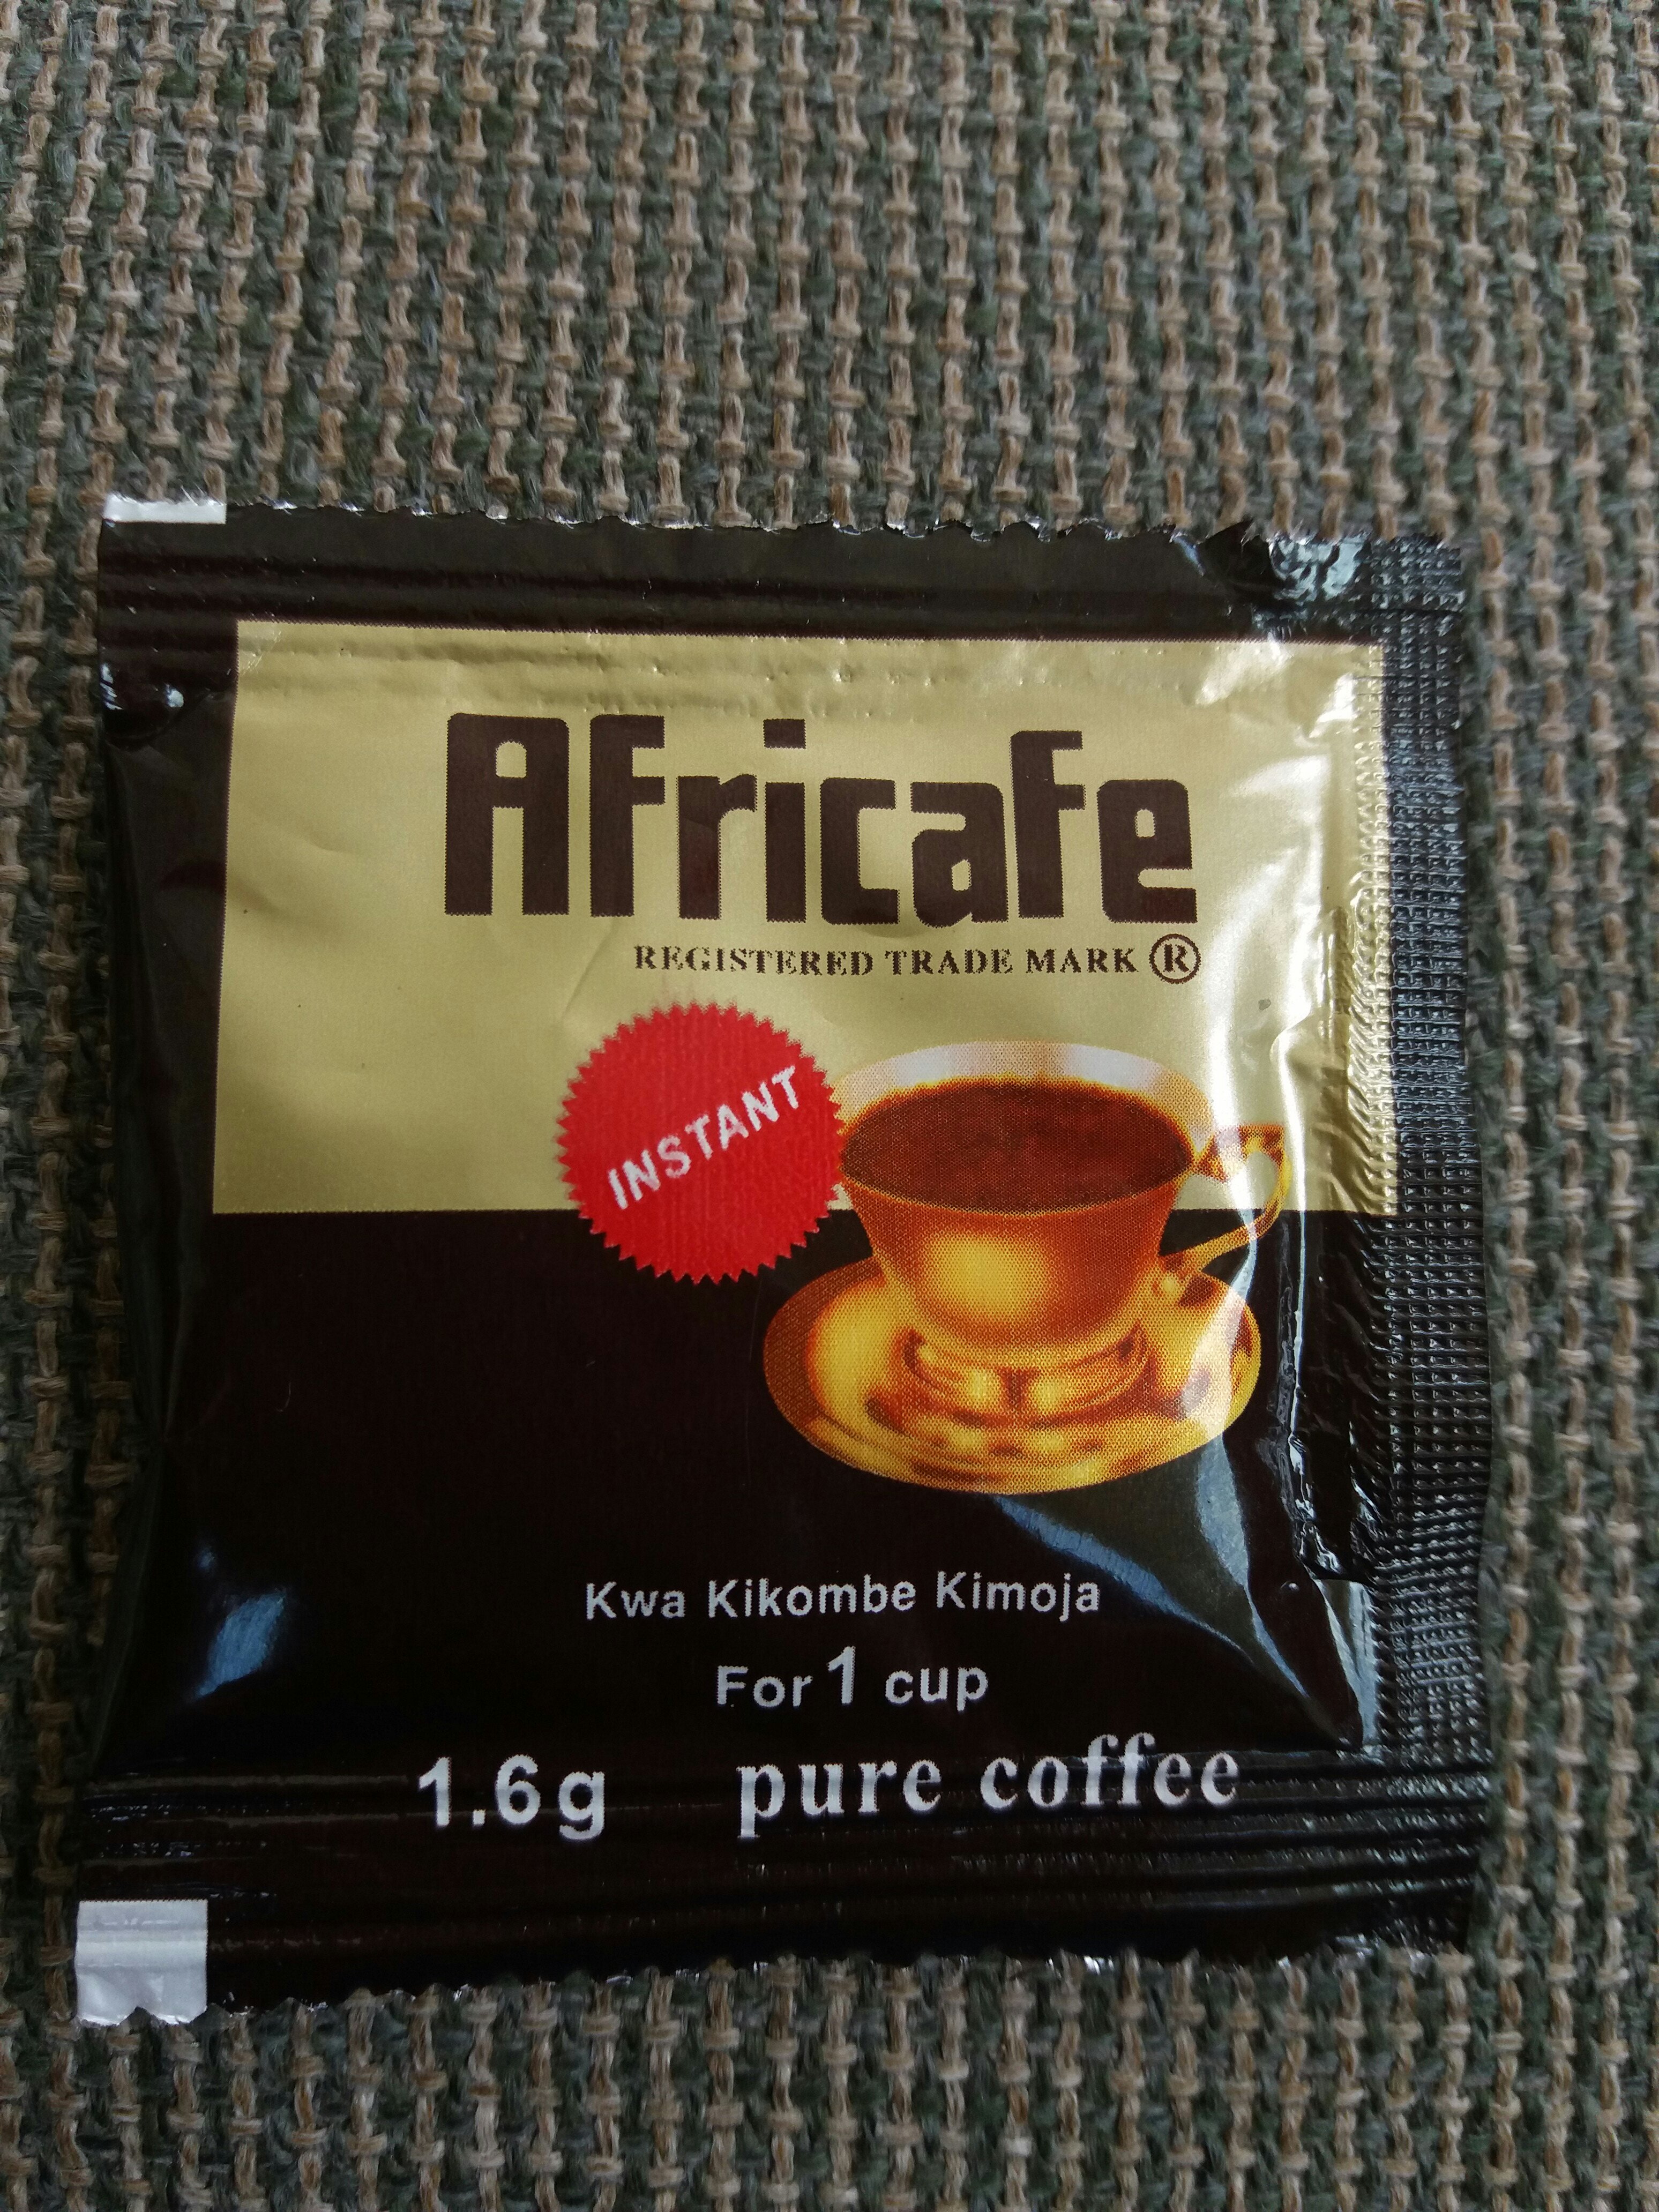 Africafe
REGISTERED TRADE MARK ®
INSTANT
Kwa Kikombe Kimoja
For 1 cup
1.6g pure coffee